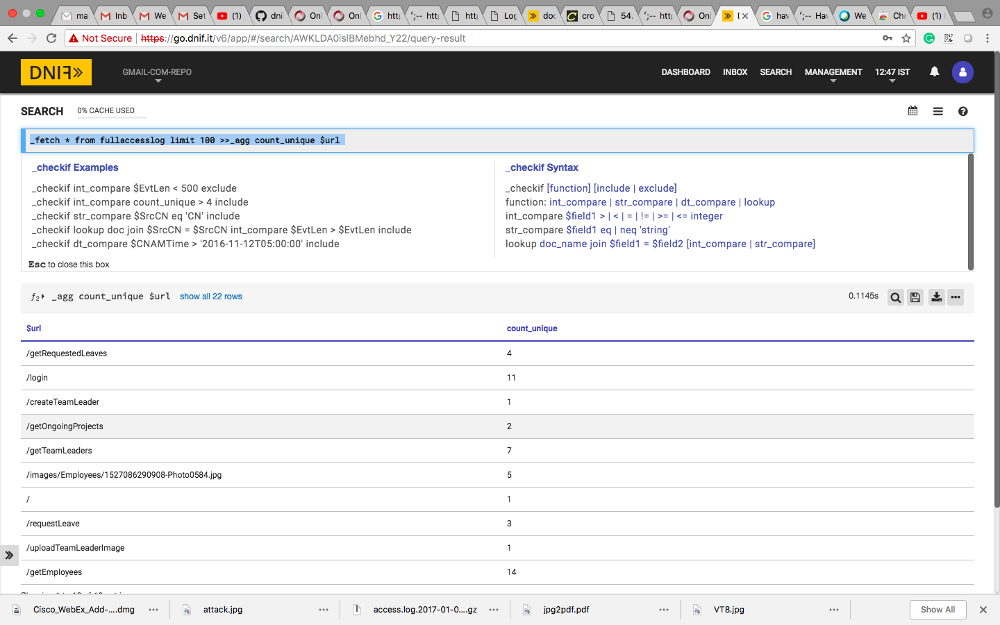 ma
Inb
We
Set
(1)
dni
Onl
Onl
http
http
http
Log
doc
cro
54.
http
Onl
hav
Hav
We
Chr
(1)
Not Secure https://go.dnif.it/v6/app/#/search/AWKLDA0islBMebhd_Y22/query-result
DNIF»
GMAIL-COM-REPO
DASHBOARD INBOX SEARCH MANAGEMENT 12:47 IST
SEARCH 0% CACHE USED
_fetch * from fullaccesslog limit 100 >>_agg count_unique $url
_checkif Examples
_checkif int_compare $EvtLen < 500 exclude
_checkif int_compare count_unique > 4 include
_checkif str_compare $SrcCN eq 'CN' include
_checkif lookup doc join $SrcCN = $SrcCN int_compare $EvtLen > $EvtLen include
_checkif dt_compare $CNAMTime > '2016-11-12T05:00:00' include
Esc to close this box
_checkif Syntax
_checkif [function] [include | exclude]
function: int_compare | str_compare | dt_compare | lookup
int_compare $field1 > | < | = | != | >= | <= integer
str_compare $field1 eq | neq 'string'
lookup doc_name join $field1 = $field2 [int_compare | str_compare]
f2 _agg count_unique $url show all 22 rows 0.1145s
$url count_unique
/getRequestedLeaves 4
/login 11
/createTeamLeader 1
/getOngoingProjects 2
/getTeamLeaders 7
/images/Employees/1527086290908-Photo0584.jpg 5
/ 1
/requestLeave 3
/uploadTeamLeaderImage 1
/getEmployees 14
Cisco_WebEx_Add-....dmg
attack.jpg
access.log.2017-01-0....gz
jpg2pdf.pdf
VT8.jpg
Show All